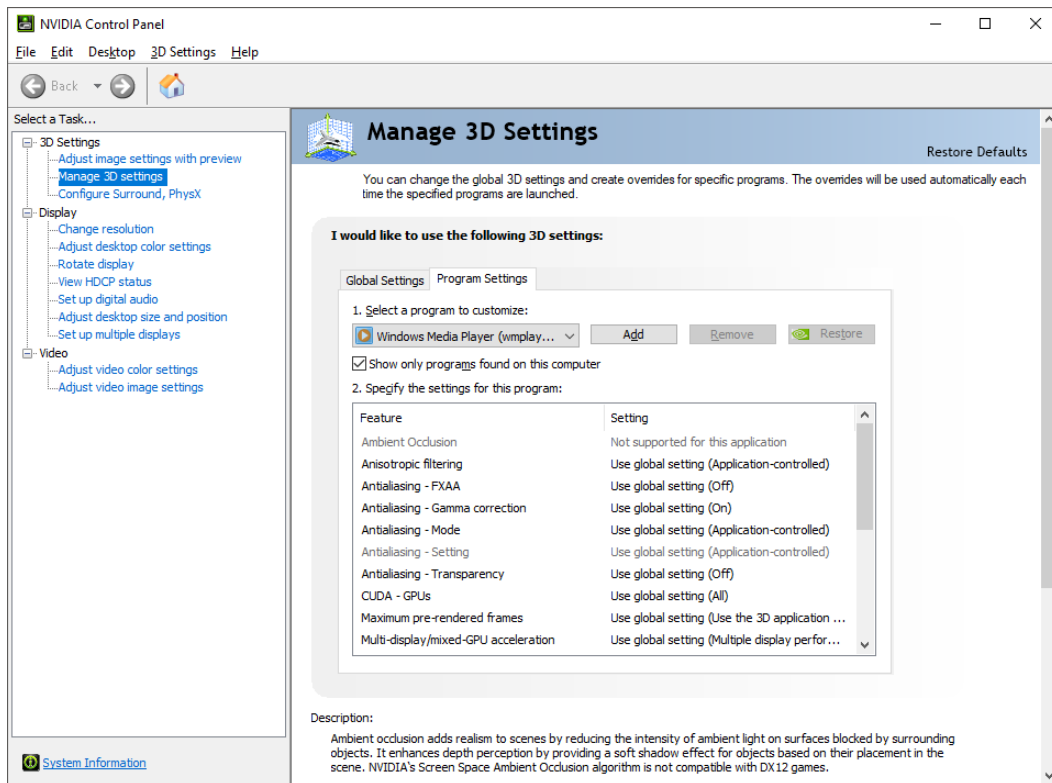 NVIDIA Control Panel
File Edit Desktop 3D Settings Help
Back
Select a Task...
3D Settings
Adjust image settings with preview
Manage 3D settings
Configure Surround, PhysX
Display
Change resolution
Adjust desktop color settings
Rotate display
View HDCP status
Set up digital audio
Adjust desktop size and position
Set up multiple displays
Video
Adjust video color settings
Adjust video image settings
System Information
Manage 3D Settings
Restore Defaults
You can change the global 3D settings and create overrides for specific programs. The overrides will be used automatically each
time the specified programs are launched.
I would like to use the following 3D settings:
Global Settings Program Settings
1. Select a program to customize:
Windows Media Player (wmplay... Add Remove Restore
Show only programs found on this computer
2. Specify the settings for this program:
Feature Setting
Ambient Occlusion Not supported for this application
Anisotropic filtering Use global setting (Application-controlled)
Antialiasing - FXAA Use global setting (Off)
Antialiasing - Gamma correction Use global setting (On)
Antialiasing - Mode Use global setting (Application-controlled)
Antialiasing - Setting Use global setting (Application-controlled)
Antialiasing - Transparency Use global setting (Off)
CUDA - GPUs Use global setting (All)
Maximum pre-rendered frames Use global setting (Use the 3D application ...
Multi-display/mixed-GPU acceleration Use global setting (Multiple display perfor...
Description:
Ambient occlusion adds realism to scenes by reducing the intensity of ambient light on surfaces blocked by surrounding
objects. It enhances depth perception by providing a soft shadow effect for objects based on their placement in the
scene. NVIDIA's Screen Space Ambient Occlusion algorithm is not compatible with DX12 games.